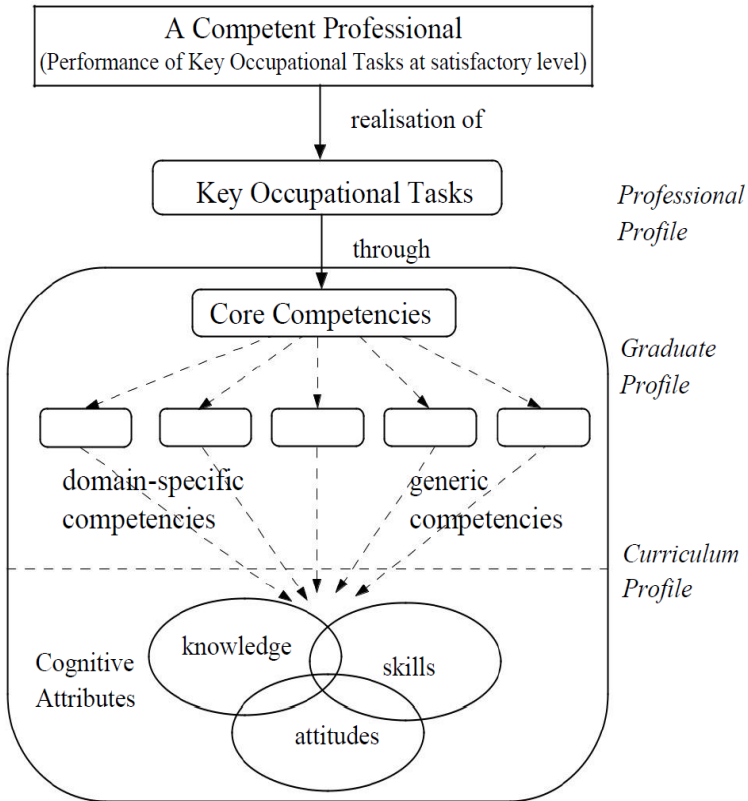 A Competent Professional
(Performance of Key Occupational Tasks at satisfactory level)
realisation of
Key Occupational Tasks
Professional
Profile
through
Core Competencies
Graduate
Profile
domain-specific
competencies
generic
competencies
Curriculum
Profile
knowledge
skills
Cognitive
Attributes
attitudes